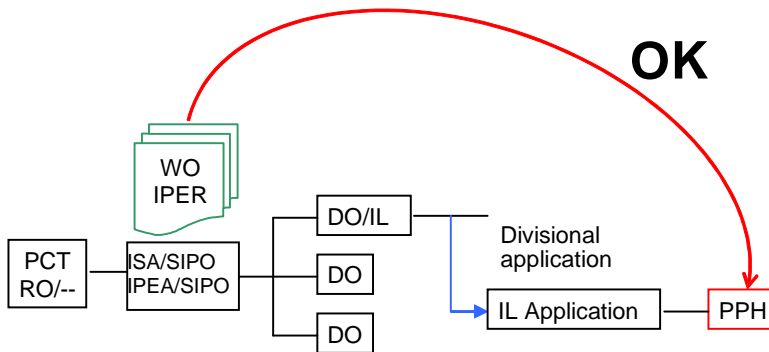 OK
WO
IPER
PCT
RO/--
ISA/SIPO
IPEA/SIPO
DO/IL
DO
DO
Divisional
application
IL Application
PPH